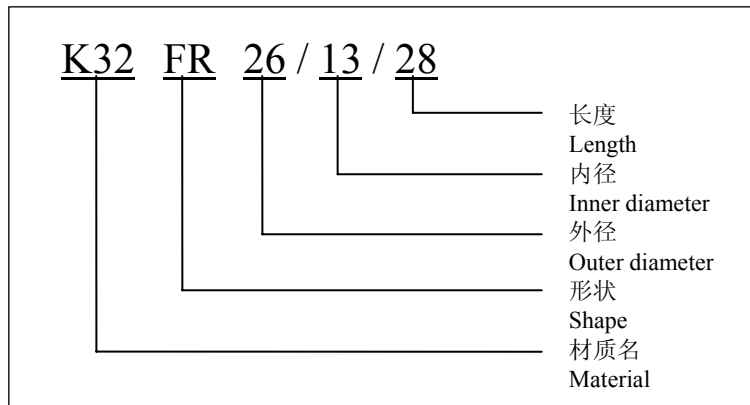 K32 FR 26 / 13 / 28
长度
Length
内径
Inner diameter
外径
Outer diameter
形状
Shape
材质名
Material